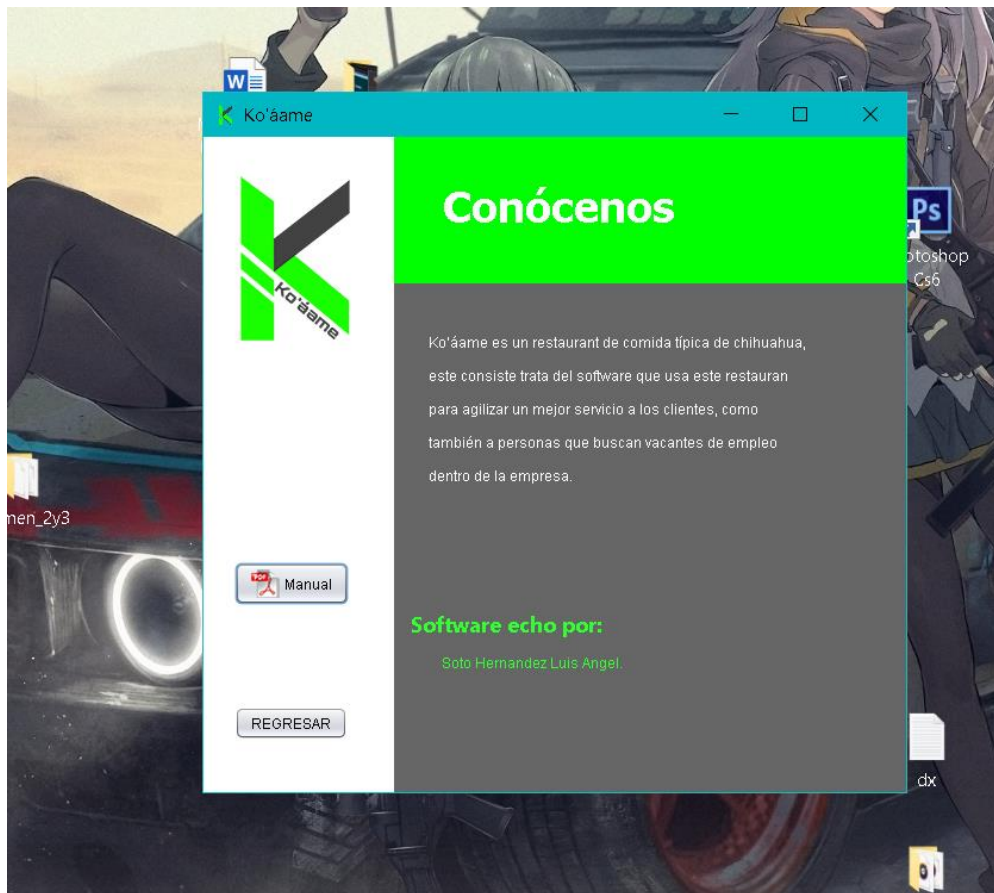 Ko'áame
Conócenos
Ps
otoshop
Cs6
Ko'áame
Ko'áame es un restaurant de comida típica de chihuahua,
este consiste trata del software que usa este restauran
para agilizar un mejor servicio a los clientes, como
también a personas que buscan vacantes de empleo
dentro de la empresa.
men_2y3
Manual
Software echo por:
Soto Hernandez Luis Angel.
REGRESAR
dx